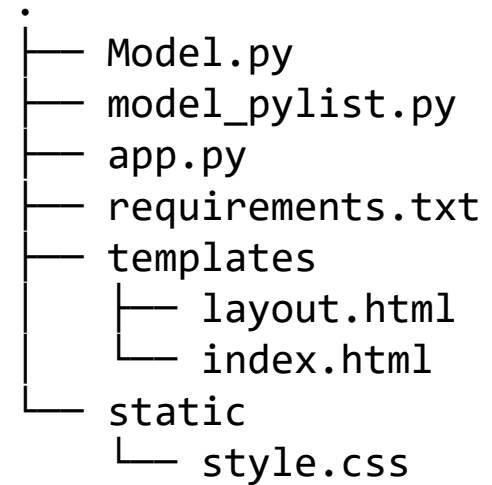 .
├── Model.py
├── model_pylist.py
├── app.py
├── requirements.txt
├── templates
│   ├── layout.html
│   └── index.html
└── static
    └── style.css